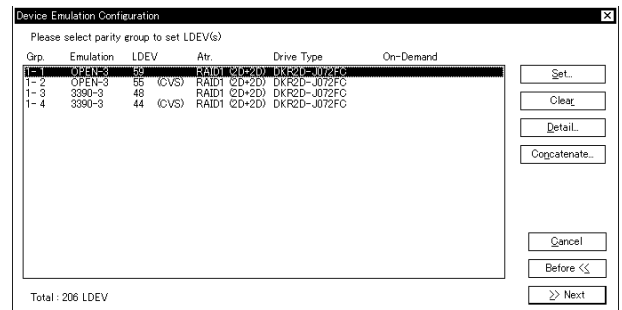 Device Emulation Configuration
Please select parity group to set LDEV(s)
Grp. Emulation LDEV Atr. Drive Type On-Demand
1- 1 OPEN-3 59 RAID1 (2D+2D) DKR2D-J072FC
1- 2 OPEN-3 55 (CVS) RAID1 (2D+2D) DKR2D-J072FC
1- 3 3390-3 48 RAID1 (2D+2D) DKR2D-J072FC
1- 4 3390-3 44 (CVS) RAID1 (2D+2D) DKR2D-J072FC
Set...
Clear
Detail...
Concatenate...
Cancel
Before <<
>> Next
Total : 206 LDEV